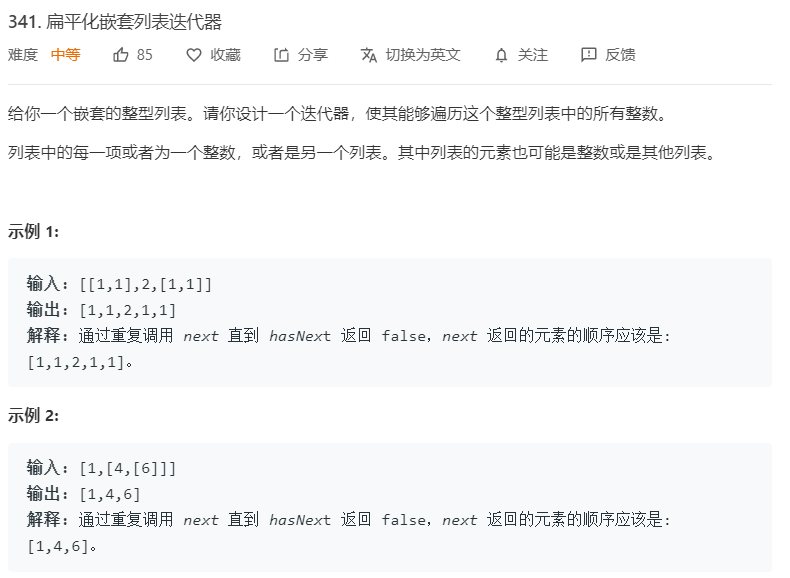 341. 扁平化嵌套列表迭代器
难度 中等 85 收藏 分享 切换为英文 关注 反馈
给你一个嵌套的整型列表。请你设计一个迭代器，使其能够遍历这个整型列表中的所有整数。
列表中的每一项或者为一个整数，或者是另一个列表。其中列表的元素也可能是整数或是其他列表。
示例 1:
输入: [[1,1],2,[1,1]]
输出: [1,1,2,1,1]
解释: 通过重复调用 next 直到 hasNext 返回 false，next 返回的元素的顺序应该是:
[1,1,2,1,1]。
示例 2:
输入: [1,[4,[6]]]
输出: [1,4,6]
解释: 通过重复调用 next 直到 hasNext 返回 false，next 返回的元素的顺序应该是:
[1,4,6]。